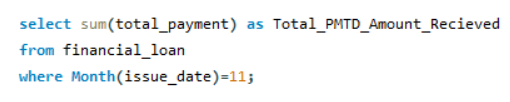 select sum(total_payment) as Total_PMTD_Amount_Recieved
from financial_loan
where Month(issue_date)=11;